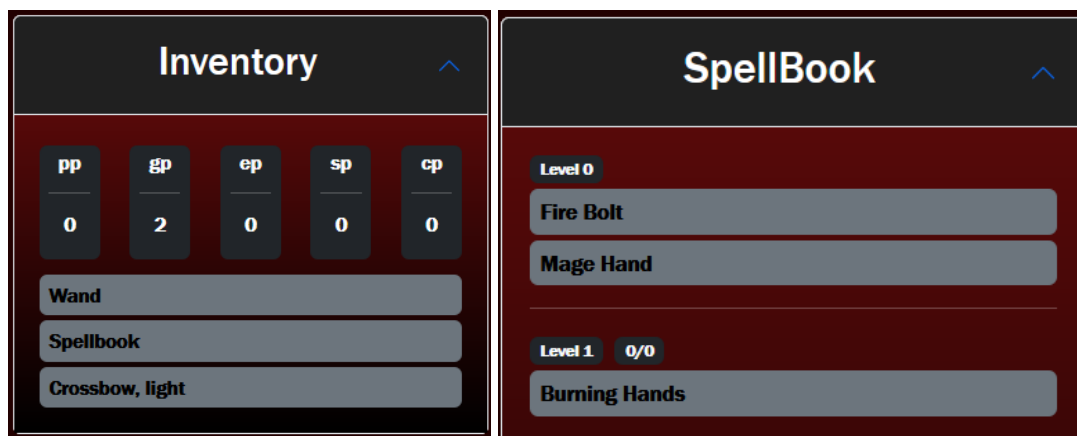 Inventory
pp gp ep sp cp
0 2 0 0 0
Wand
Spellbook
Crossbow, light
SpellBook
Level 0
Fire Bolt
Mage Hand
Level 1 0/0
Burning Hands